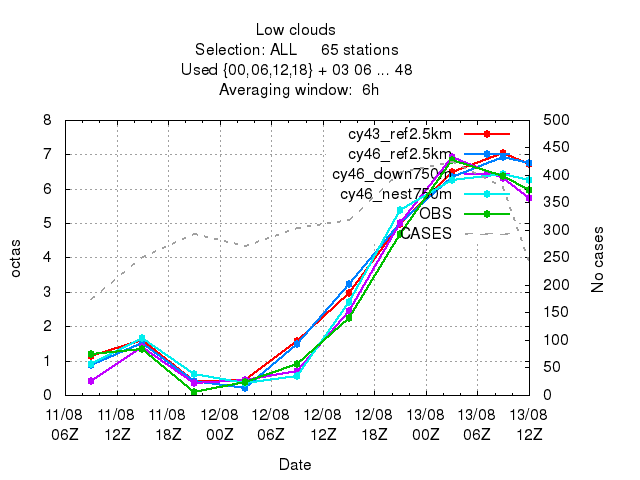 Low clouds
Selection: ALL 65 stations
Used {00,06,12,18} + 03 06 ... 48
Averaging window: 6h
8 500
450
7 400
6 350
5 300
4 250
3 200
150
2 100
1 50
0 0
octas
No cases
cy43_ref2.5km
cy46_ref2.5km
cy46_down750m
cy46_nest750m
OBS
CASES
11/08 11/08 11/08 12/08 12/08 12/08 12/08 13/08 13/08 13/08
06Z 12Z 18Z 00Z 06Z 12Z 18Z 00Z 06Z 12Z
Date